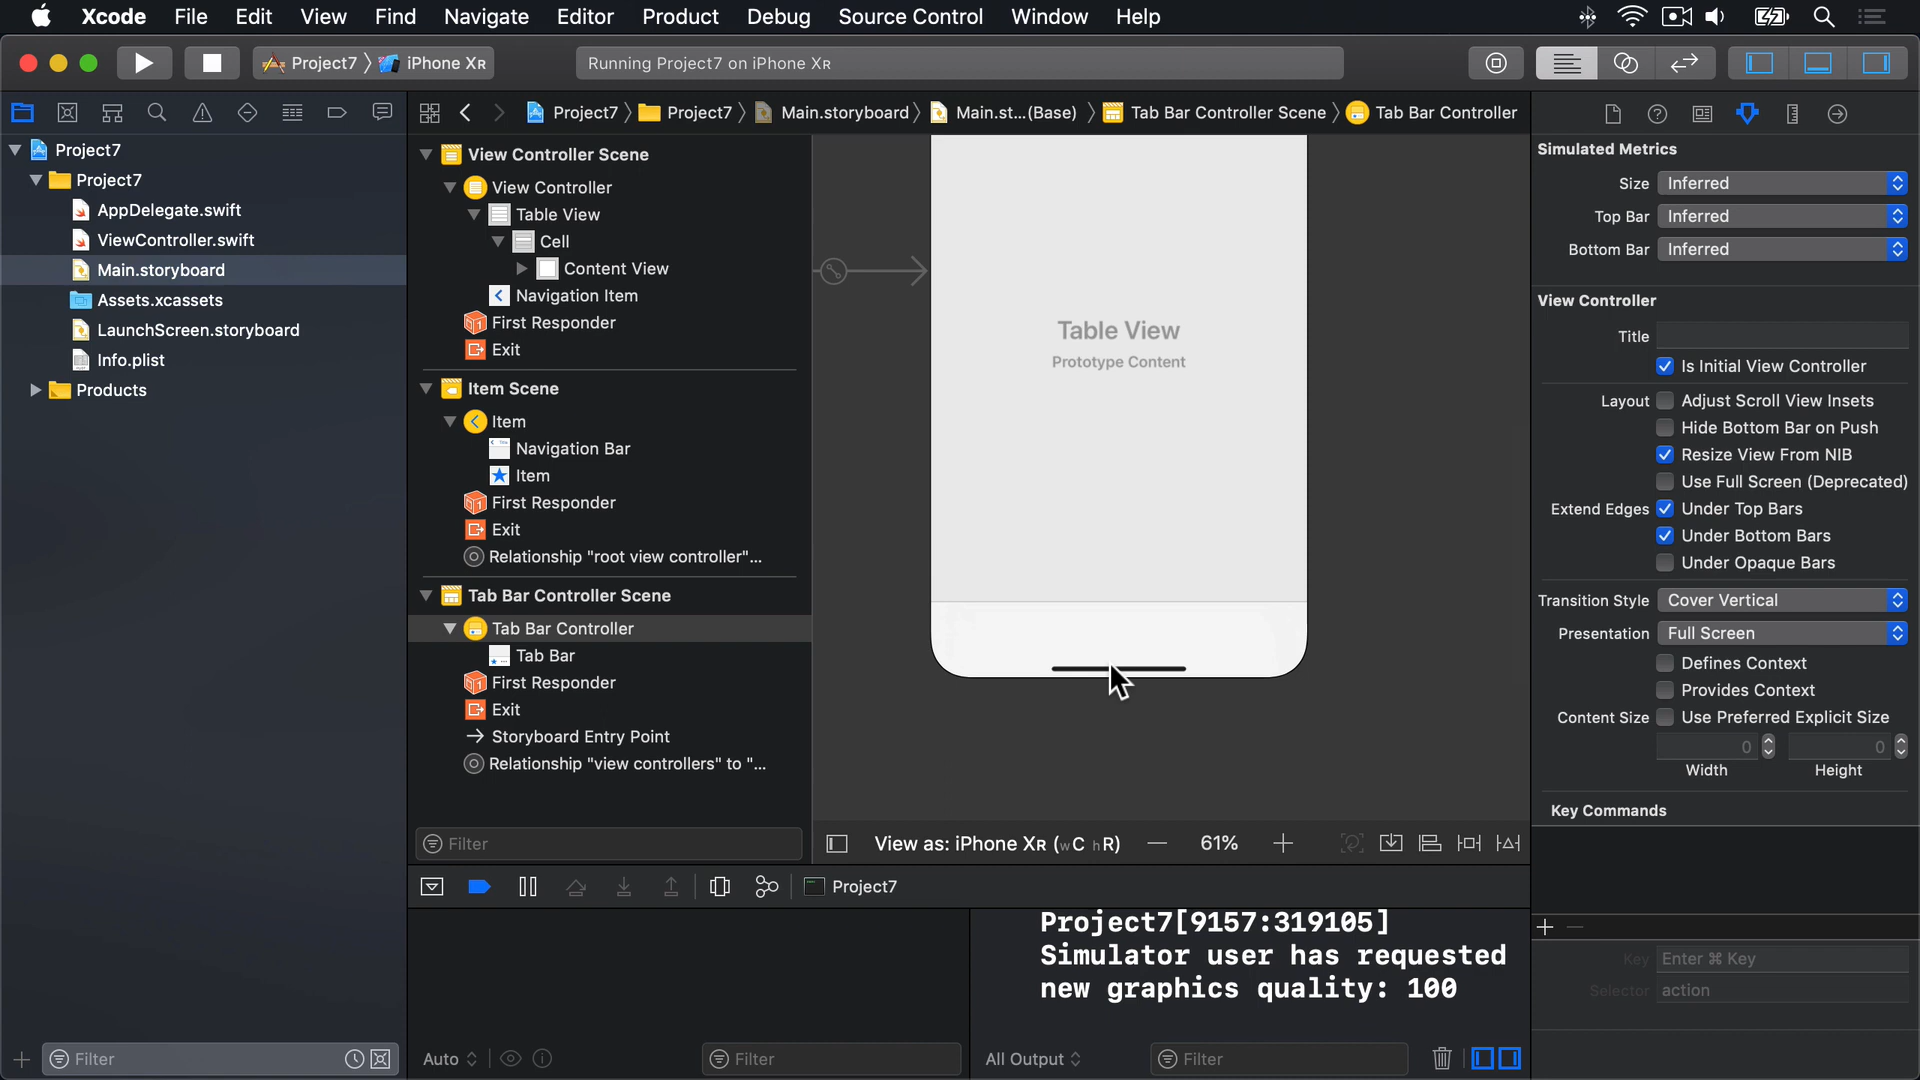 Xcode File Edit View Find Navigate Editor Product Debug Source Control Window Help
Project7 iPhone XR
Running Project7 on iPhone XR
Project7 Project7 Main.storyboard Main.st...(Base) Tab Bar Controller Scene Tab Bar Controller
Project7
Project7
AppDelegate.swift
ViewController.swift
Main.storyboard
Assets.xcassets
LaunchScreen.storyboard
Info.plist
Products
Filter
View Controller Scene
View Controller
Table View
Cell
Content View
Navigation Item
First Responder
Exit
Item Scene
Item
Navigation Bar
Item
First Responder
Exit
Relationship "root view controller"...
Tab Bar Controller Scene
Tab Bar Controller
Tab Bar
First Responder
Exit
Storyboard Entry Point
Relationship "view controllers" to "...
Filter
Table View
Prototype Content
View as: iPhone XR (wC hR) 61%
Project7
Project7[9157:319105]
Simulator user has requested
new graphics quality: 100
Auto
Filter
All Output
Filter
Simulated Metrics
Size Inferred
Top Bar Inferred
Bottom Bar Inferred
View Controller
Title
Is Initial View Controller
Layout Adjust Scroll View Insets
Hide Bottom Bar on Push
Resize View From NIB
Use Full Screen (Deprecated)
Extend Edges Under Top Bars
Under Bottom Bars
Under Opaque Bars
Transition Style Cover Vertical
Presentation Full Screen
Defines Context
Provides Context
Content Size Use Preferred Explicit Size
0 0
Width Height
Key Commands
Key Enter ⌘ Key
Selector action